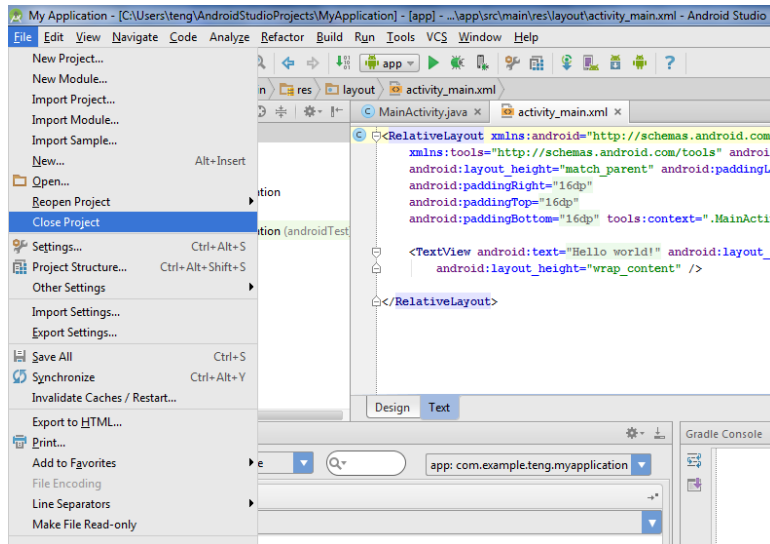 My Application - [C:\Users\teng\AndroidStudioProjects\MyApplication] - [app] - ...\app\src\main\res\layout\activity_main.xml - Android Studio
File Edit View Navigate Code Analyze Refactor Build Run Tools VCS Window Help
app
res layout activity_main.xml
MainActivity.java × activity_main.xml ×
New Project...
New Module...
Import Project...
Import Module...
Import Sample...
New... Alt+Insert
Open...
Reopen Project
Close Project
Settings... Ctrl+Alt+S
Project Structure... Ctrl+Alt+Shift+S
Other Settings
Import Settings...
Export Settings...
Save All Ctrl+S
Synchronize Ctrl+Alt+Y
Invalidate Caches / Restart...
Export to HTML...
Print...
Add to Favorites
File Encoding
Line Separators
Make File Read-only
(androidTest
<RelativeLayout xmlns:android="http://schemas.android.com
xmlns:tools="http://schemas.android.com/tools" androi
android:layout_height="match_parent" android:paddingL
android:paddingRight="16dp"
android:paddingTop="16dp"
android:paddingBottom="16dp" tools:context=".MainActi
<TextView android:text="Hello world!" android:layout_
android:layout_height="wrap_content" />
</RelativeLayout>
Design Text
Gradle Console
app: com.example.teng.myapplication